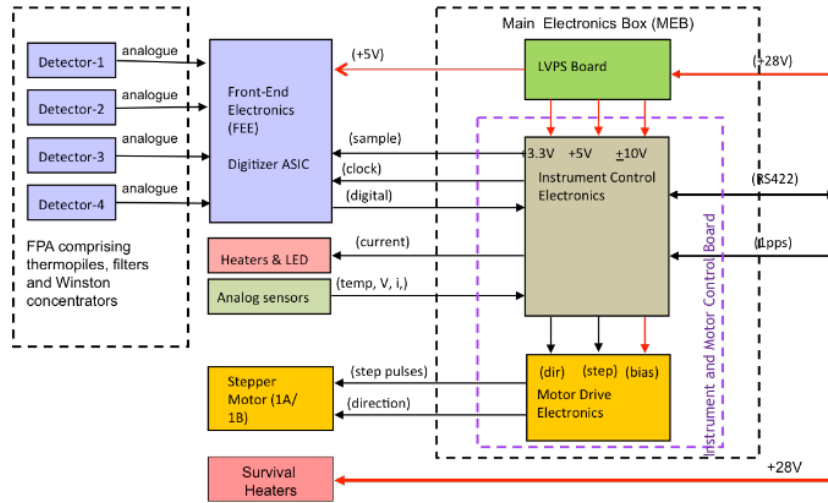 Main Electronics Box (MEB)
Detector-1
analogue
Detector-2
analogue
Detector-3
analogue
Detector-4
analogue
FPA comprising
thermopiles, filters
and Winston
concentrators
Front-End
Electronics
(FEE)
Digitizer ASIC
(+5V)
LVPS Board
(+28V)
(sample)
(clock)
(digital)
+3.3V
+5V
±10V
Instrument Control
Electronics
(RS422)
(1pps)
Heaters & LED
(current)
Analog sensors
(temp, V, i,)
Instrument and Motor Control Board
Stepper
Motor (1A/
1B)
(step pulses)
(direction)
(dir)
(step)
(bias)
Motor Drive
Electronics
Survival
Heaters
+28V